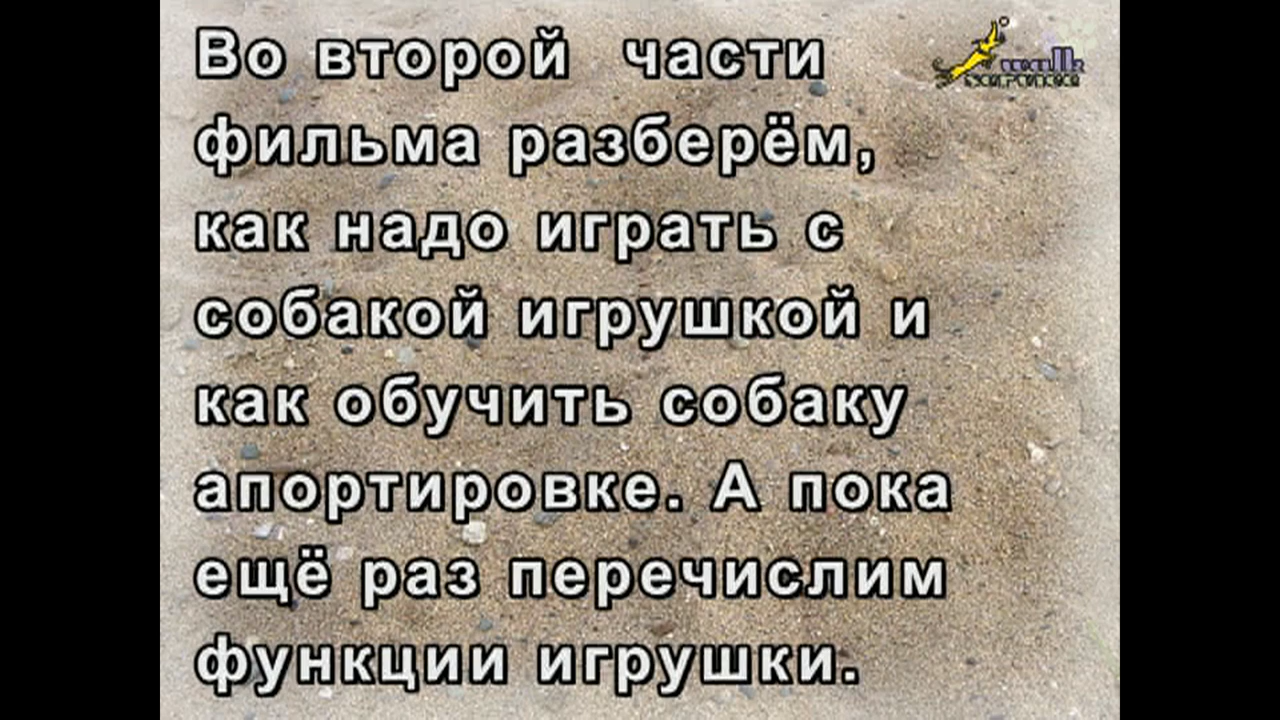 Во второй части
фильма разберём,
как надо играть с
собакой игрушкой и
как обучить собаку
апортировке. А пока
ещё раз перечислим
функции игрушки.